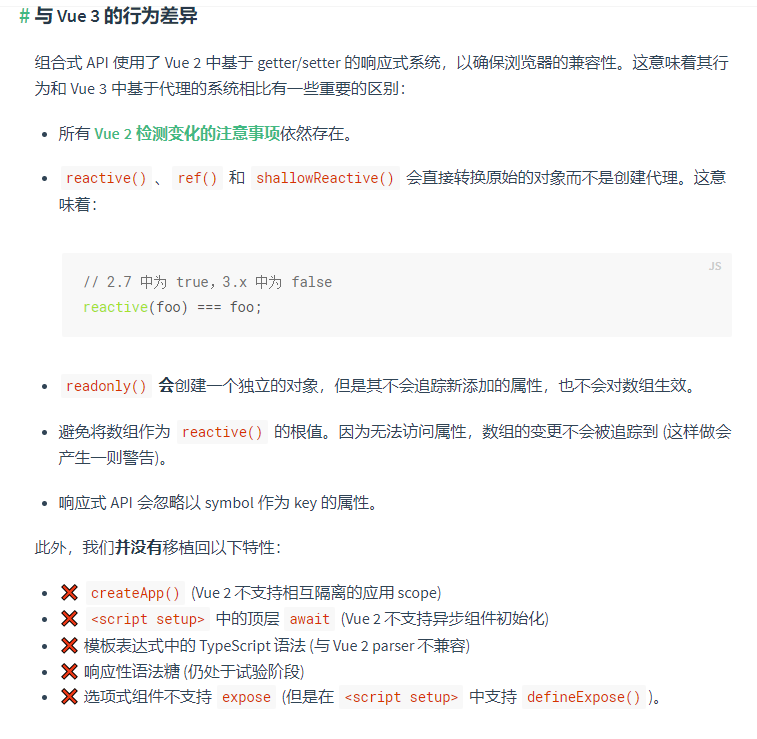 # 与 Vue 3 的行为差异
组合式 API 使用了 Vue 2 中基于 getter/setter 的响应式系统，以确保浏览器的兼容性。这意味着其行
为和 Vue 3 中基于代理的系统相比有一些重要的区别：
• 所有 Vue 2 检测变化的注意事项依然存在。
• reactive() 、 ref() 和 shallowReactive() 会直接转换原始的对象而不是创建代理。这意
味着：
JS
// 2.7 中为 true，3.x 中为 false
reactive(foo) === foo;
• readonly() 会创建一个独立的对象，但是其不会追踪新添加的属性，也不会对数组生效。
• 避免将数组作为 reactive() 的根值。因为无法访问属性，数组的变更不会被追踪到 (这样做会
产生一则警告)。
• 响应式 API 会忽略以 symbol 作为 key 的属性。
此外，我们并没有移植回以下特性：
• ❌ createApp() (Vue 2 不支持相互隔离的应用 scope)
• ❌ <script setup> 中的顶层 await (Vue 2 不支持异步组件初始化)
• ❌ 模板表达式中的 TypeScript 语法 (与 Vue 2 parser 不兼容)
• ❌ 响应性语法糖 (仍处于试验阶段)
• ❌ 选项式组件不支持 expose (但是在 <script setup> 中支持 defineExpose() )。